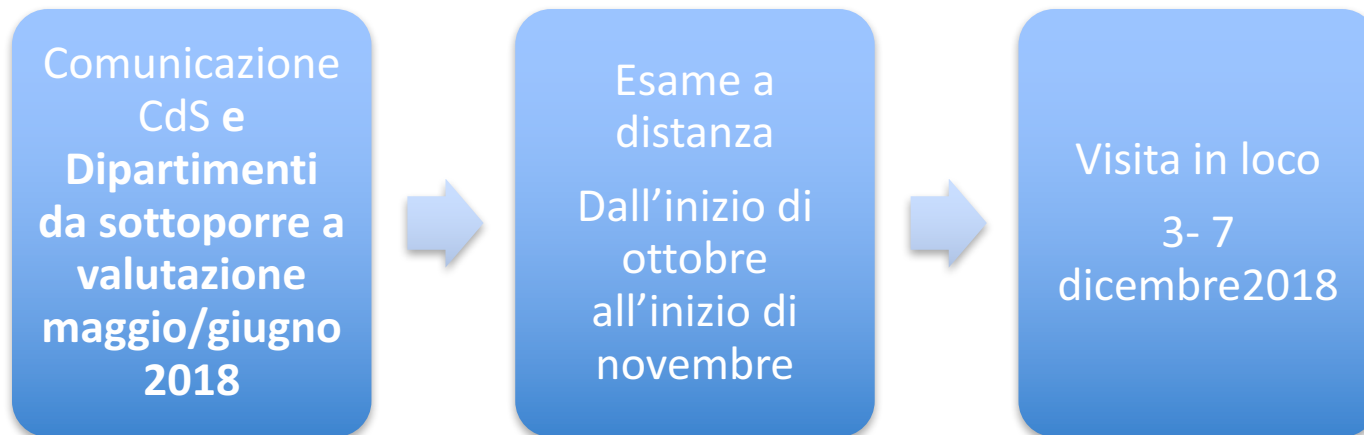 Comunicazione
CdS e
Dipartimenti
da sottoporre a
valutazione
maggio/giugno
2018
Esame a
distanza
Dall’inizio di
ottobre
all’inizio di
novembre
Visita in loco
3- 7
dicembre2018